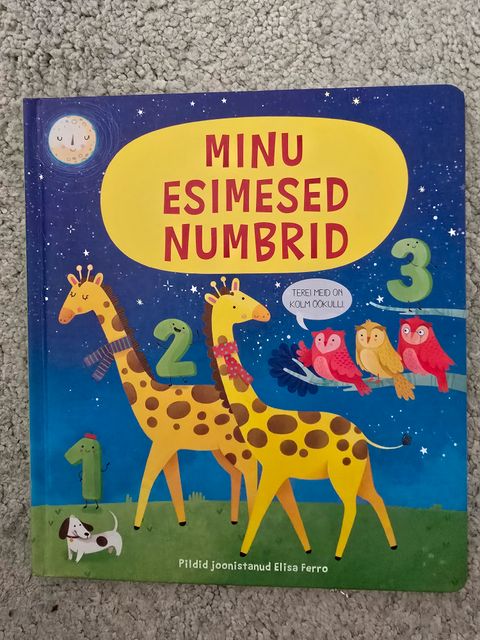 MINU
ESIMESED
NUMBRID
3
TERE! MEID ON
KOLM ÖÖKULLI.
2
1
Pildid joonistanud Elisa Ferro